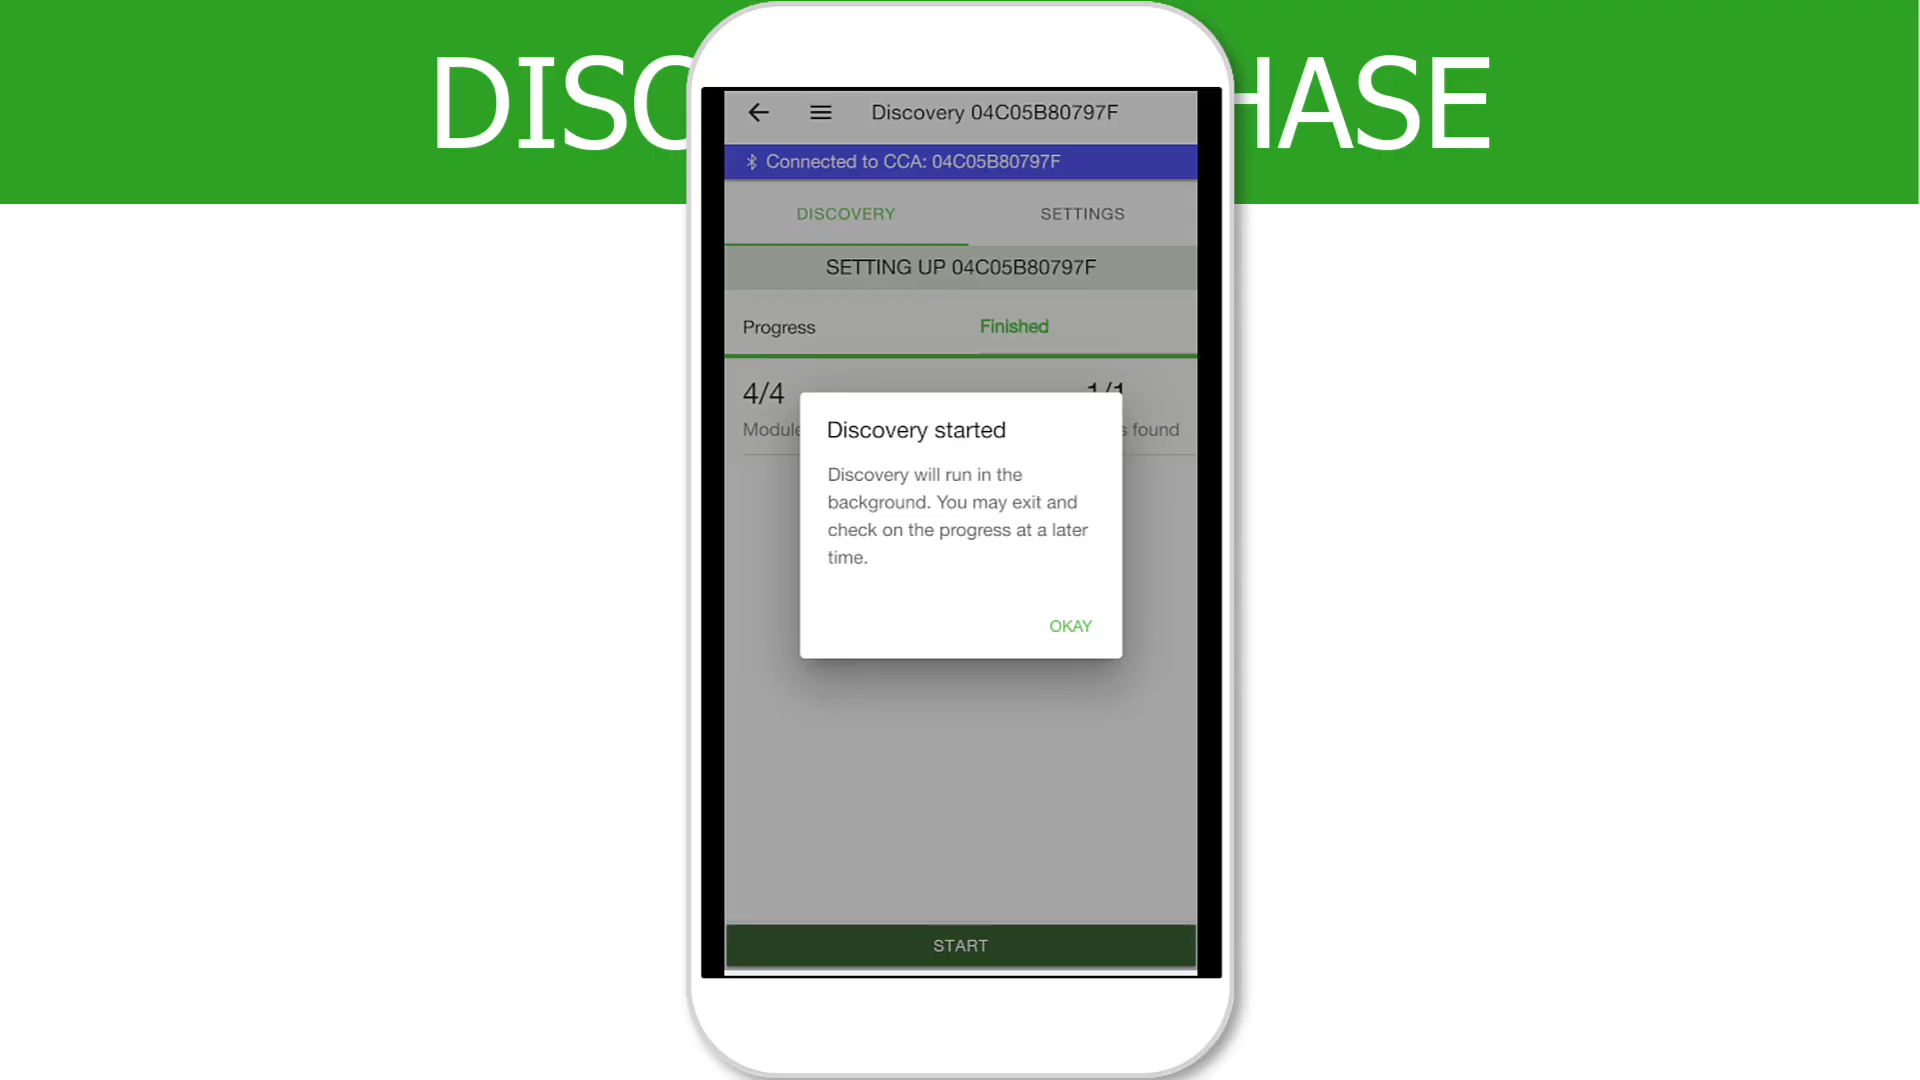 DISC HASE
Discovery 04C05B80797F
Connected to CCA: 04C05B80797F
DISCOVERY SETTINGS
SETTING UP 04C05B80797F
Progress Finished
4/4 1/1
found
Discovery started
Discovery will run in the
background. You may exit and
check on the progress at a later
time.
OKAY
START